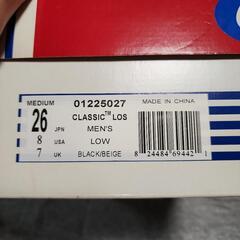 MEDIUM 01225027 MADE IN CHINA
26 JPN CLASSIC™ LOS
8 USA MEN'S
7 UK LOW
BLACK/BEIGE 8 24484 69442 1